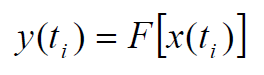 y(t_i) = F[x(t_i)]